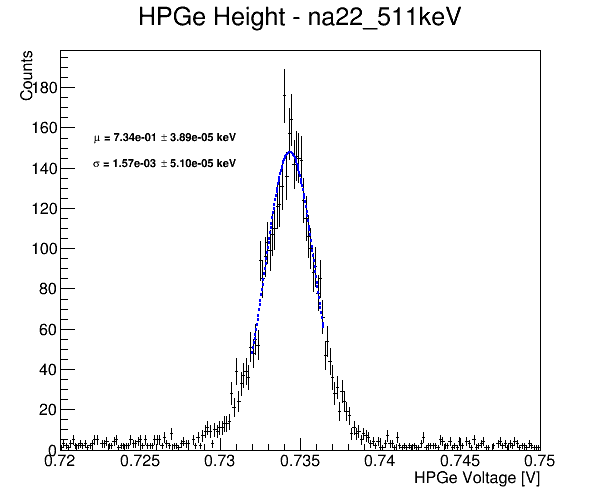 HPGe Height - na22_511keV
Counts
180
160
μ = 7.34e-01 ± 3.89e-05 keV
σ = 1.57e-03 ± 5.10e-05 keV
140
120
100
80
60
40
20
0
0.72 0.725 0.73 0.735 0.74 0.745 0.75
HPGe Voltage [V]